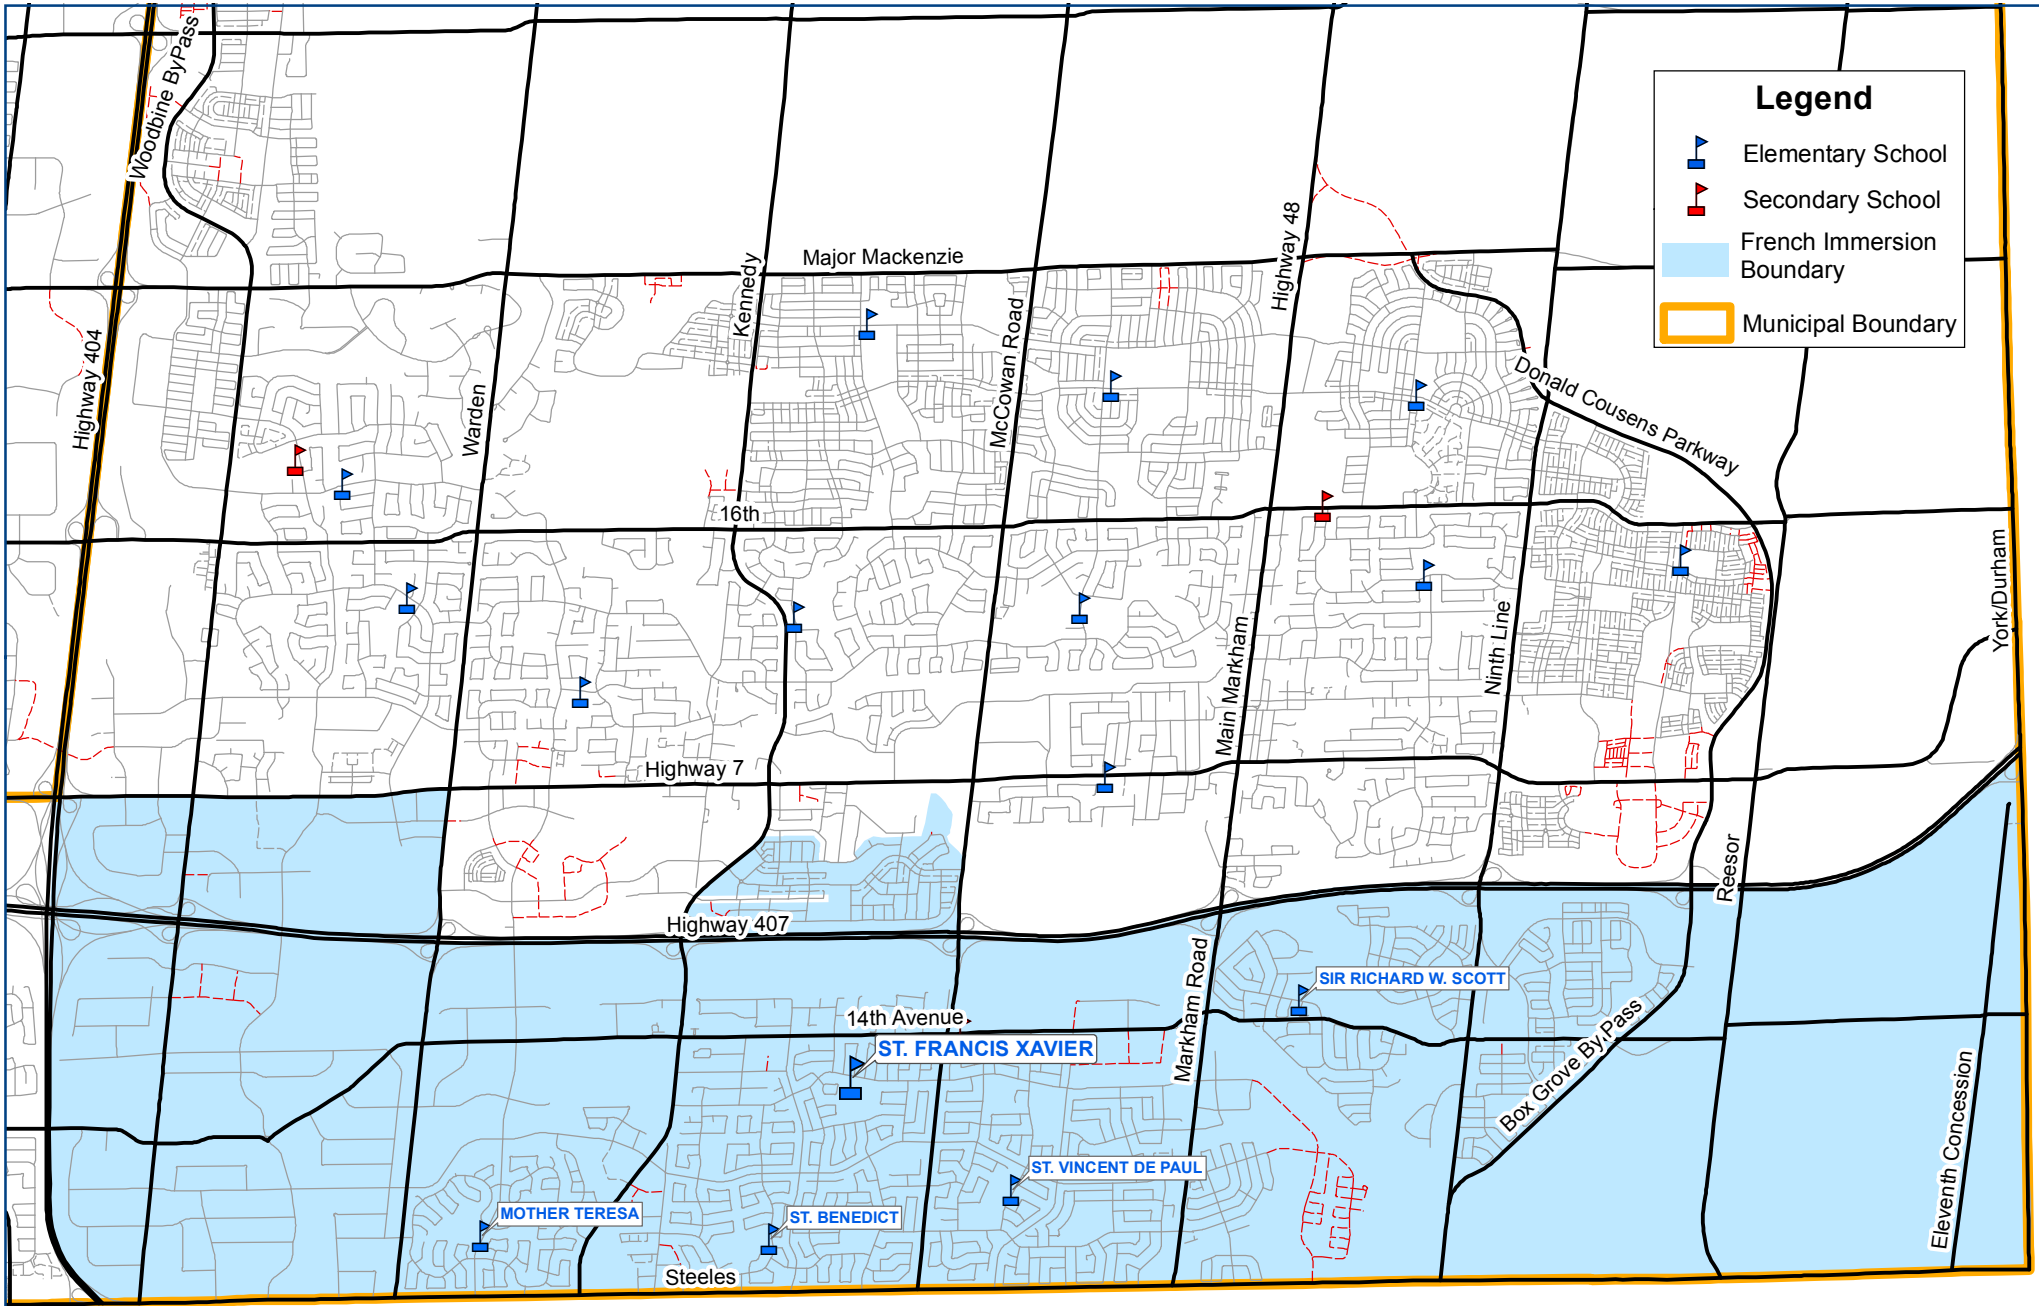 Woodbine ByPass
Legend
Elementary School
Secondary School
French Immersion
Boundary
Municipal Boundary
Major Mackenzie
Kennedy
Highway 48
McCowan Road
Highway 404
Warden
Donald Cousens Parkway
16th
York/Durham
Ninth Line
Main Markham
Highway 7
Reesor
Highway 407
Markham Road
SIR RICHARD W. SCOTT
14th Avenue
ST. FRANCIS XAVIER
Box Grove By Pass
Eleventh Concession
ST. VINCENT DE PAUL
MOTHER TERESA
ST. BENEDICT
Steeles